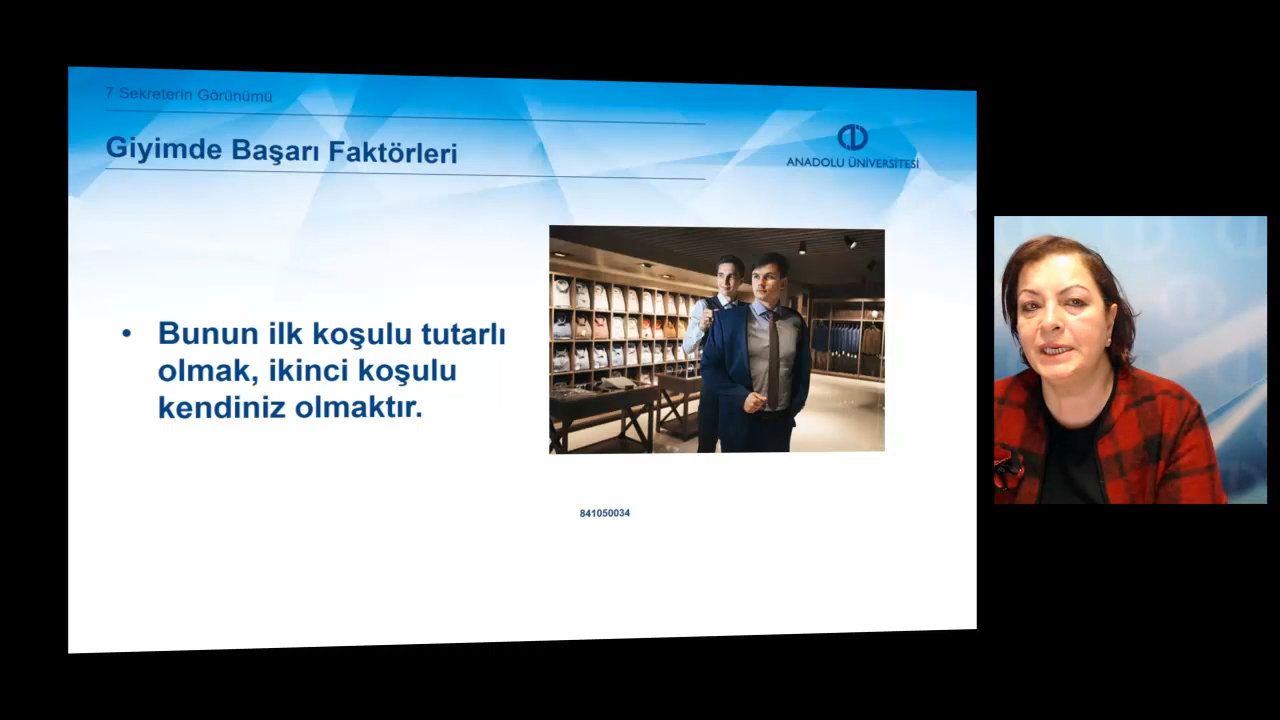 7 Sekreterin Görünümü
Giyimde Başarı Faktörleri
ANADOLU ÜNİVERSİTESİ
• Bunun ilk koşulu tutarlı
olmak, ikinci koşulu
kendiniz olmaktır.
841050034